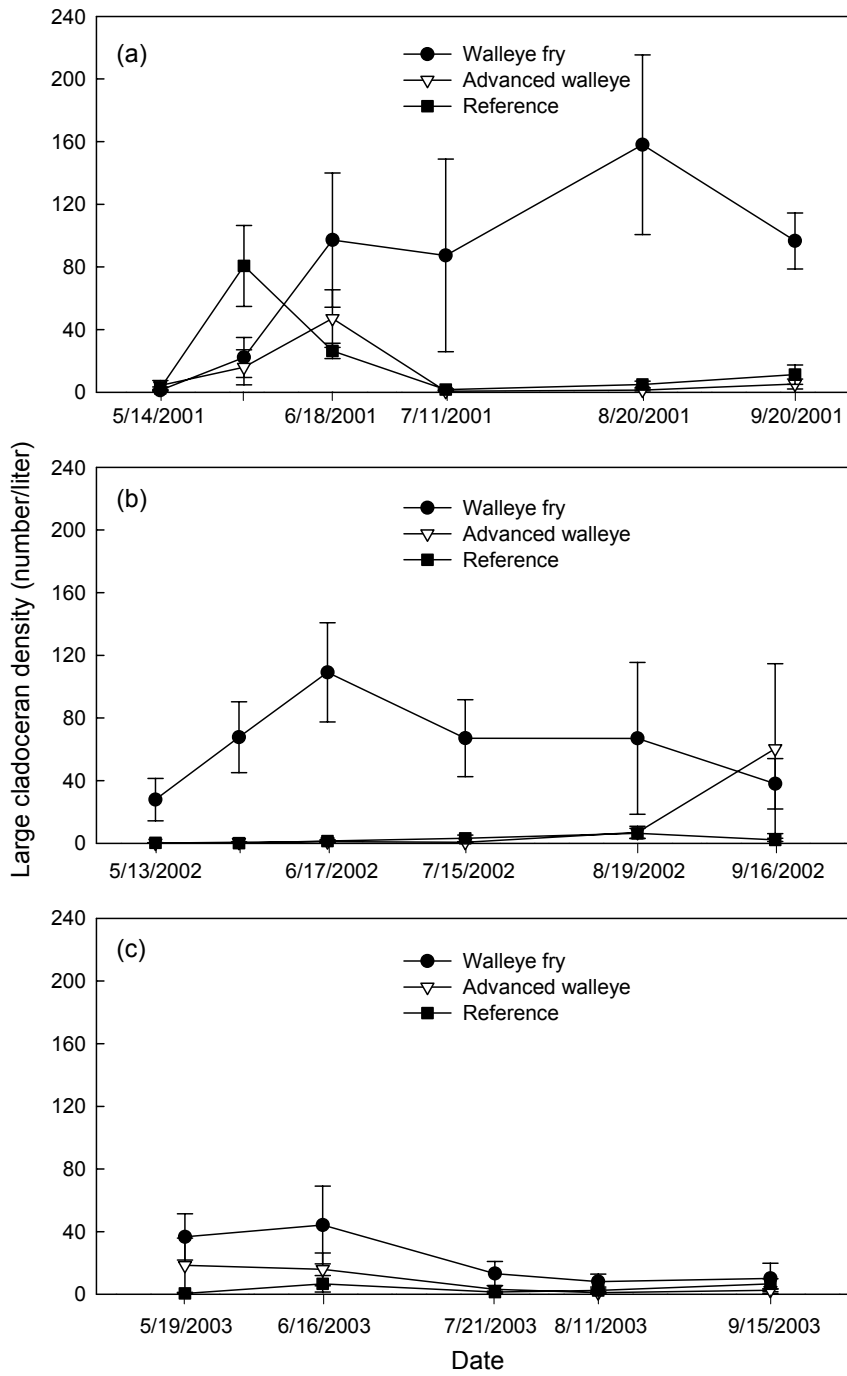 240
(a)
Walleye fry
200
Advanced walleye
Reference
160
120
80
40
0
5/14/2001 6/18/2001 7/11/2001 8/20/2001 9/20/2001
Large cladoceran density (number/liter)
240
(b)
Walleye fry
200
Advanced walleye
Reference
160
120
80
40
0
5/13/2002 6/17/2002 7/15/2002 8/19/2002 9/16/2002
240
(c)
Walleye fry
200
Advanced walleye
Reference
160
120
80
40
0
5/19/2003 6/16/2003 7/21/2003 8/11/2003 9/15/2003
Date